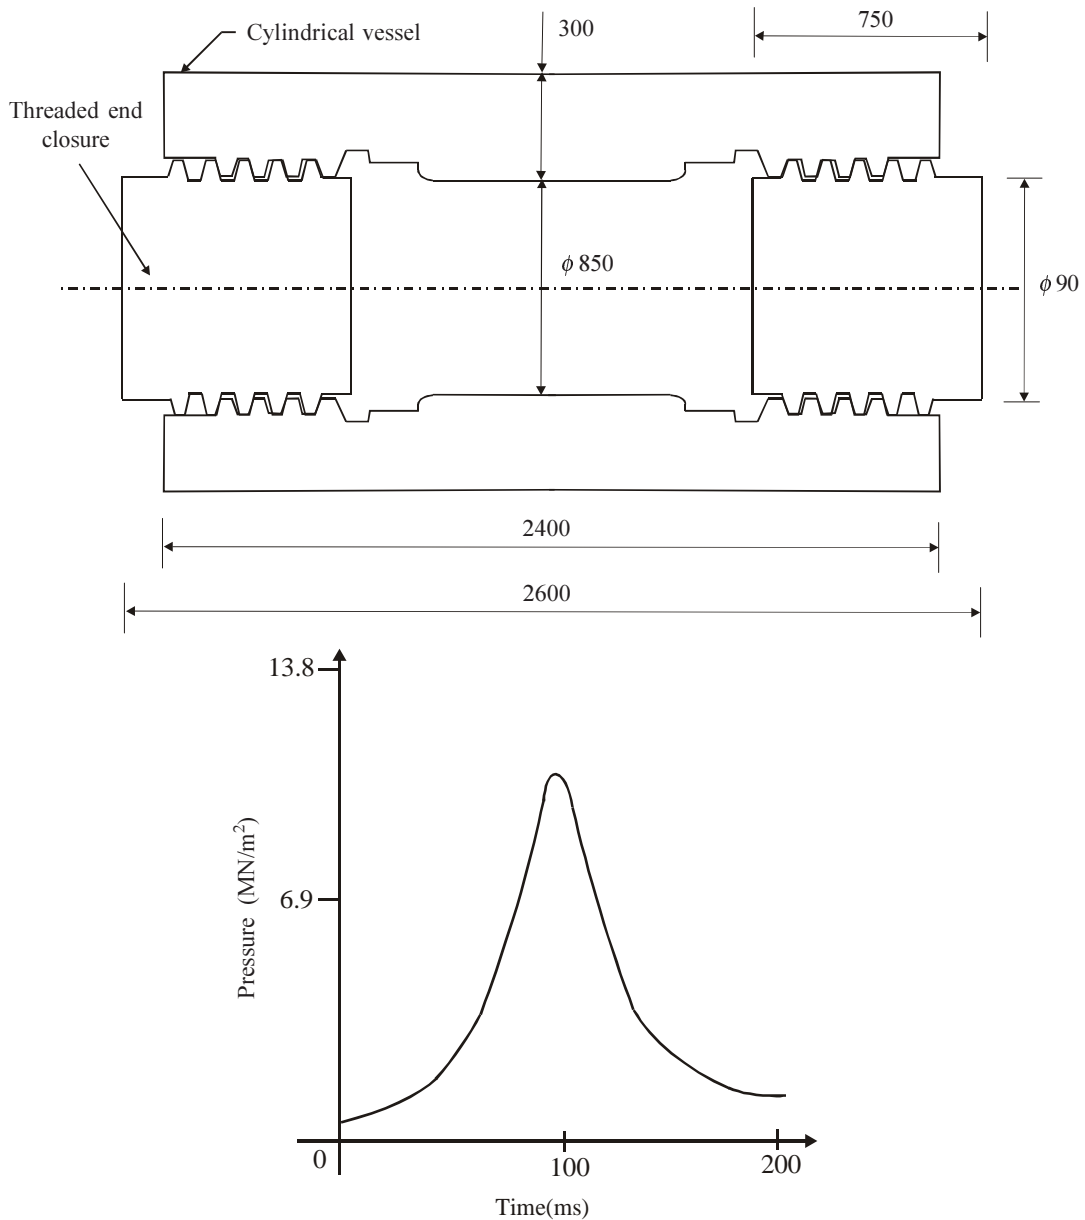 Cylindrical vessel
300
750
Threaded end
closure
ϕ 850
ϕ 90
2400
2600
13.8
6.9
Pressure (MN/m²)
0
100
200
Time(ms)